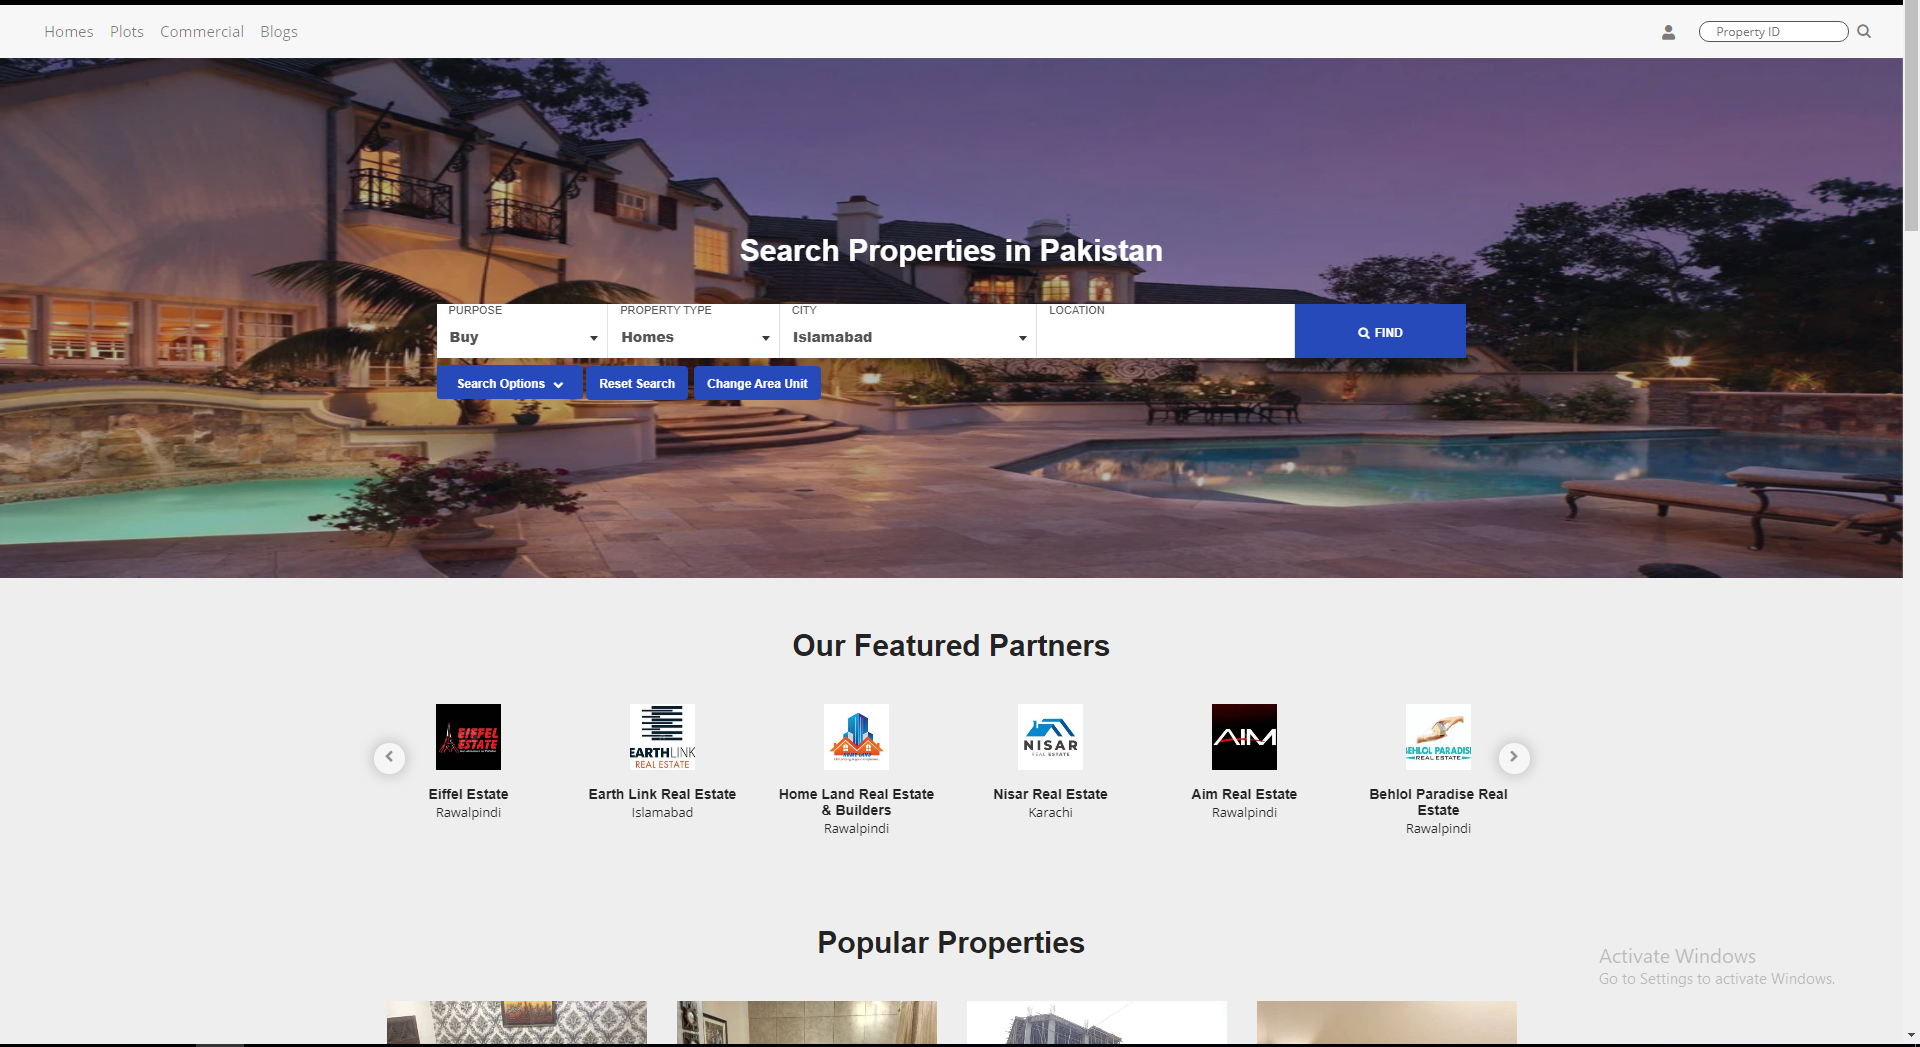 Homes Plots Commercial Blogs
Property ID
Search Properties in Pakistan
PURPOSE PROPERTY TYPE CITY LOCATION
Buy Homes Islamabad
FIND
Search Options Reset Search Change Area Unit
Our Featured Partners
EIFFEL
ESTATE
EARTHLINK
REAL ESTATE
NISAR
REAL ESTATE
AIM
BEHLOL PARADISE
REAL ESTATE
Eiffel Estate
Rawalpindi
Earth Link Real Estate
Islamabad
Home Land Real Estate
& Builders
Rawalpindi
Nisar Real Estate
Karachi
Aim Real Estate
Rawalpindi
Behlol Paradise Real
Estate
Rawalpindi
Popular Properties
Activate Windows
Go to Settings to activate Windows.